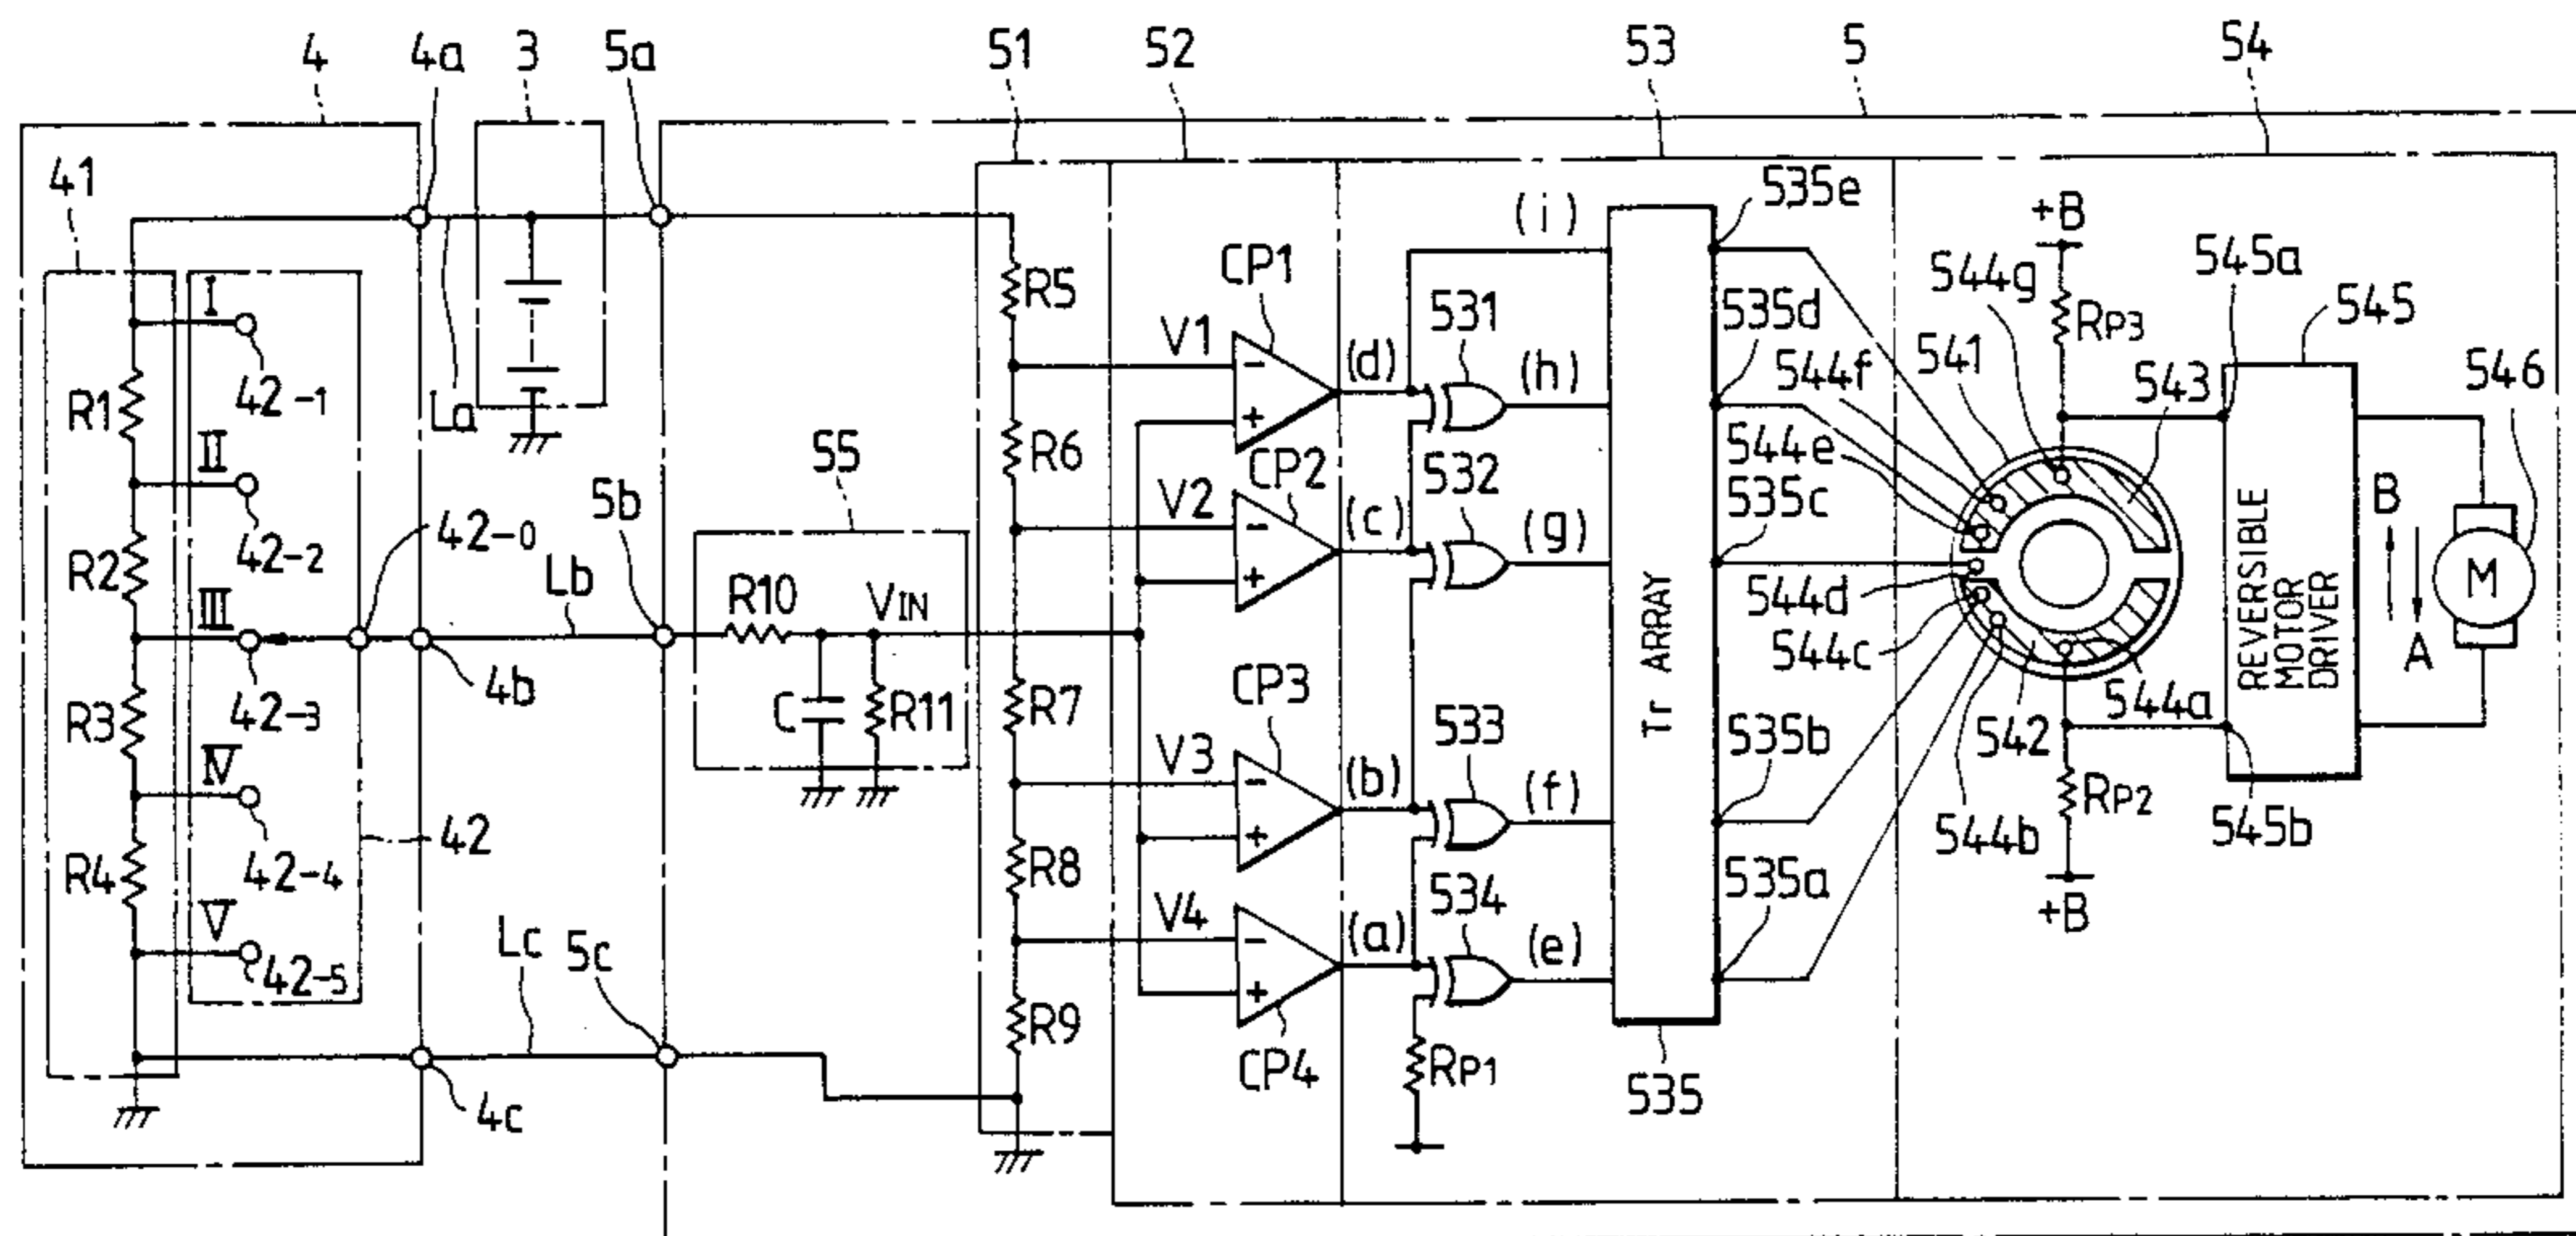 4
4a
3
5a
51
52
53
5
54
41
535e
+B
(i)
544g
545a
I
CP1
535d
545
R5
531
RP3
V1
(d)
(h)
544f
541
543
546
42-1
R1
La
II
55
R6
CP2
532
544e
535c
B
5b
V2
(c)
(g)
42-0
42-2
R2
Lb
R10
VIN
III
544d
REVERSIBLE
MOTOR
DRIVER
M
A
Tr ARRAY
4b
42-3
C
R11
R7
CP3
544c
R3
544a
533
535b
542
IV
V3
(b)
(f)
RP2
544b
545b
42
42-4
R8
R4
535a
534
V
V4
(a)
(e)
+B
Lc
5c
42-5
R9
CP4
RP1
535
4c